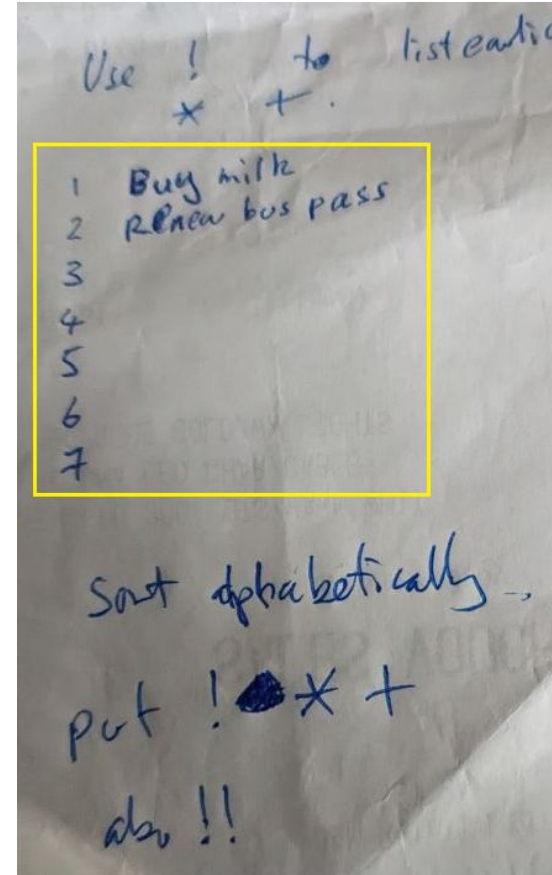 Use ! to list
* +.
1 Buy milk
2 Renew bus pass
3
4
5
6
7
Sort alphabetically
put ! * +
also !!